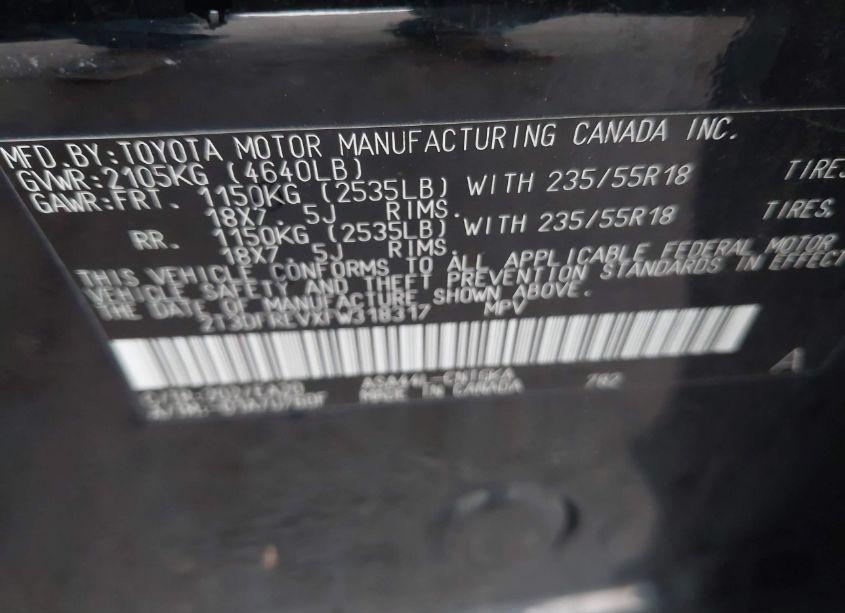 MFD.BY:TOYOTA MOTOR MANUFACTURING CANADA INC.
GVWR:2105KG (4640LB)
GAWR:FRT. 1150KG (2535LB) WITH 235/55R18 TIRES
18X7.5J RIMS.
RR. 1150KG (2535LB) WITH 235/55R18 TIRES.
18X7.5J RIMS.
THIS VEHICLE CONFORMS TO ALL APPLICABLE FEDERAL MOTOR
VEHICLE SAFETY AND THEFT PREVENTION STANDARDS IN EFFECT
THE DATE OF MANUFACTURE SHOWN ABOVE.
2T3DFREVXFW318317 MPV
ASA44L-CNTGKA 762
MADE IN CANADA
A